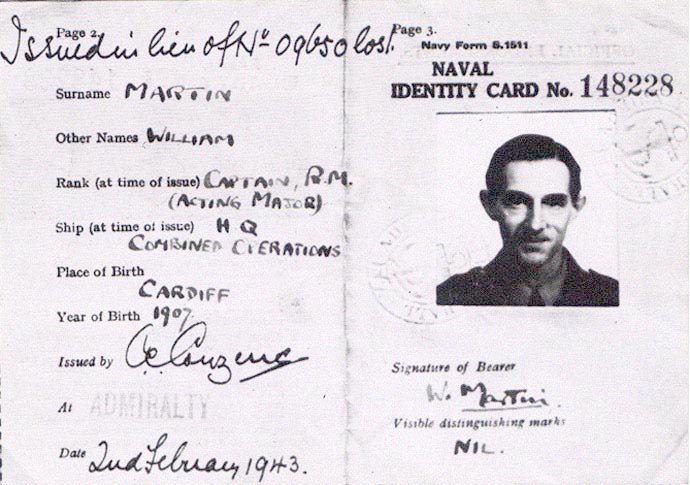 Page 2.
Issued in lieu of No 09650 lost.
Surname MARTIN
Other Names WILLIAM
Rank (at time of issue) CAPTAIN, R.M.
(ACTING MAJOR)
Ship (at time of issue) H Q
COMBINED OPERATIONS
Place of Birth
CARDIFF
Year of Birth 1907.
Issued by
At ADMIRALTY
Date 2nd February 1943.
Page 3.
Navy Form S.1511
NAVAL
IDENTITY CARD No. 148228
Signature of Bearer
W. Martin.
Visible distinguishing marks
NIL.